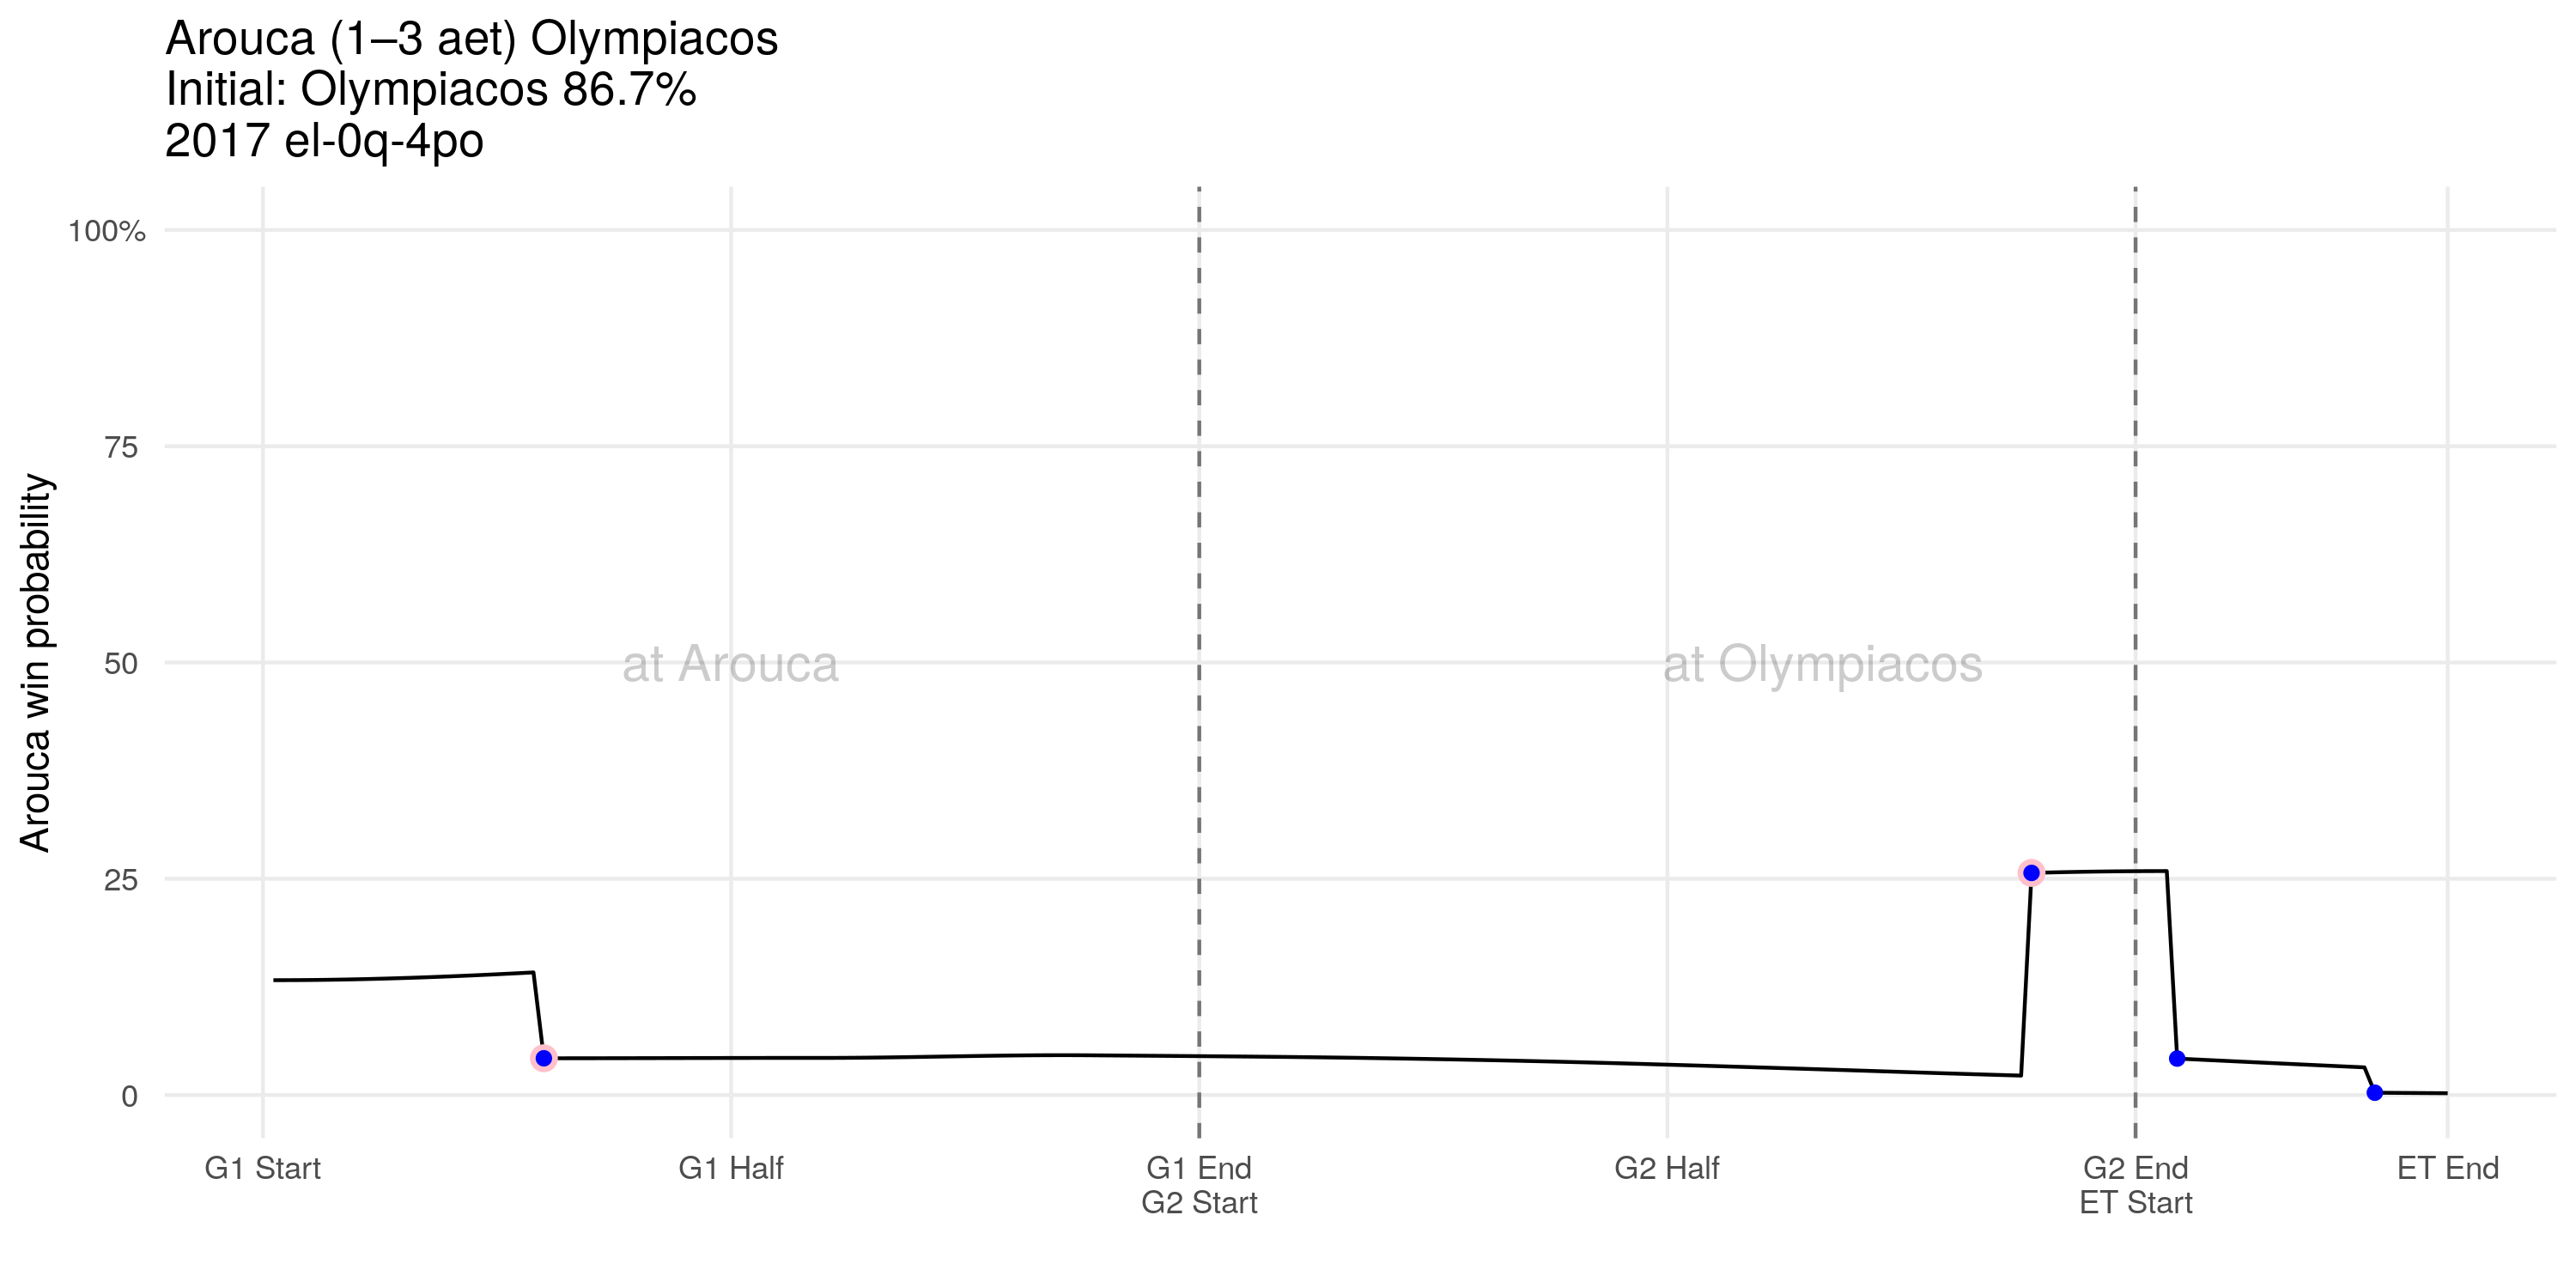 Arouca (1–3 aet) Olympiacos
Initial: Olympiacos 86.7%
2017 el-0q-4po
Arouca win probability
100%
75
50
25
0
at Arouca
at Olympiacos
G1 Start
G1 Half
G1 End
G2 Start
G2 Half
G2 End
ET Start
ET End